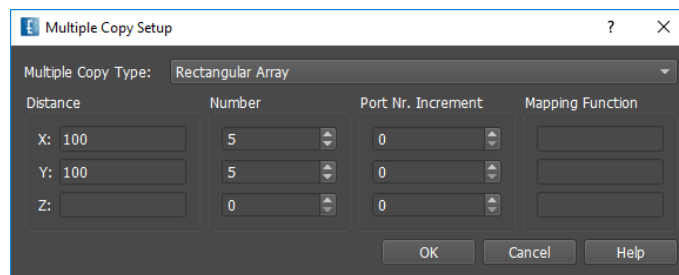 Multiple Copy Setup ? X
Multiple Copy Type: Rectangular Array
Distance Number Port Nr. Increment Mapping Function
X: 100 5 0
Y: 100 5 0
Z: 0 0
OK Cancel Help